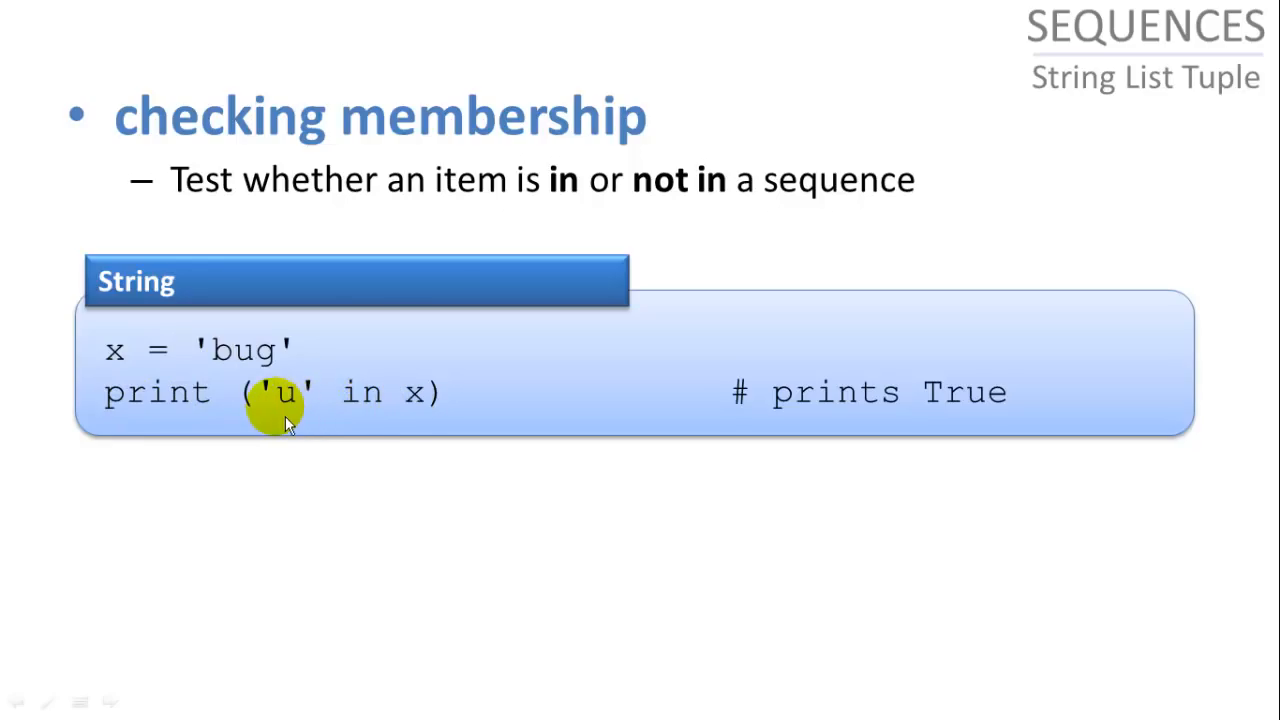 SEQUENCES
String List Tuple
• checking membership
– Test whether an item is in or not in a sequence
String
x = 'bug'
print ('u' in x) # prints True